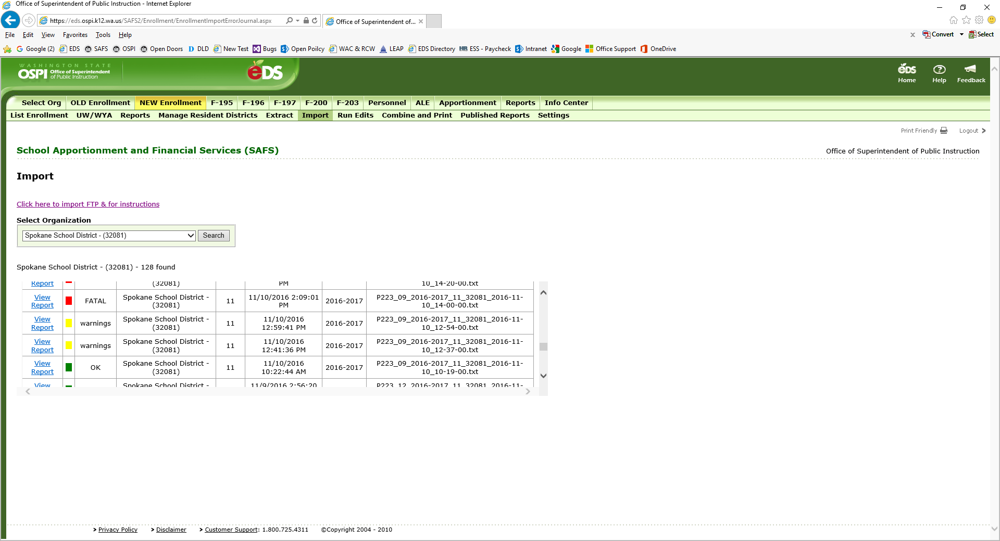 Office of Superintendent of Public Instruction - Internet Explorer
https://eds.ospi.k12.wa.us/SAFS2/Enrollment/EnrollmentImportErrorJournal.aspx
Office of Superintendent of...
File Edit View Favorites Tools Help
Convert Select
Google (2) EDS SAFS OSPI Open Doors DLD New Test Bugs Open Poilcy WAC & RCW LEAP EDS Directory ESS - Paycheck Intranet Google Office Support OneDrive
WASHINGTON STATE
OSPI Office of Superintendent
of Public Instruction
eDS
eDS Home Help Feedback
Select Org OLD Enrollment NEW Enrollment F-195 F-196 F-197 F-200 F-203 Personnel ALE Apportionment Reports Info Center
List Enrollment UW/WYA Reports Manage Resident Districts Extract Import Run Edits Combine and Print Published Reports Settings
Print Friendly Logout
School Apportionment and Financial Services (SAFS)
Office of Superintendent of Public Instruction
Import
Click here to import FTP & for instructions
Select Organization
Spokane School District - (32081) Search
Spokane School District - (32081) - 128 found
Report (32081) PM 10_14-20-00.txt
View Spokane School District - 11/10/2016 2:09:01 P223_09_2016-2017_11_32081_2016-11-
FATAL 11 2016-2017
Report (32081) PM 10_14-00-00.txt
View Spokane School District - 11/10/2016 P223_09_2016-2017_11_32081_2016-11-
warnings 11 2016-2017
Report (32081) 12:59:41 PM 10_12-54-00.txt
View Spokane School District - 11/10/2016 P223_09_2016-2017_11_32081_2016-11-
warnings 11 2016-2017
Report (32081) 12:41:36 PM 10_12-37-00.txt
View Spokane School District - 11/10/2016 P223_09_2016-2017_11_32081_2016-11-
OK 11 2016-2017
Report (32081) 10:22:44 AM 10_10-19-00.txt
View Spokane School District - 11/9/2016 2:56:20 P223_12_2016-2017_11_32081_2016-11-
Privacy Policy Disclaimer Customer Support: 1.800.725.4311 ©Copyright 2004 - 2010